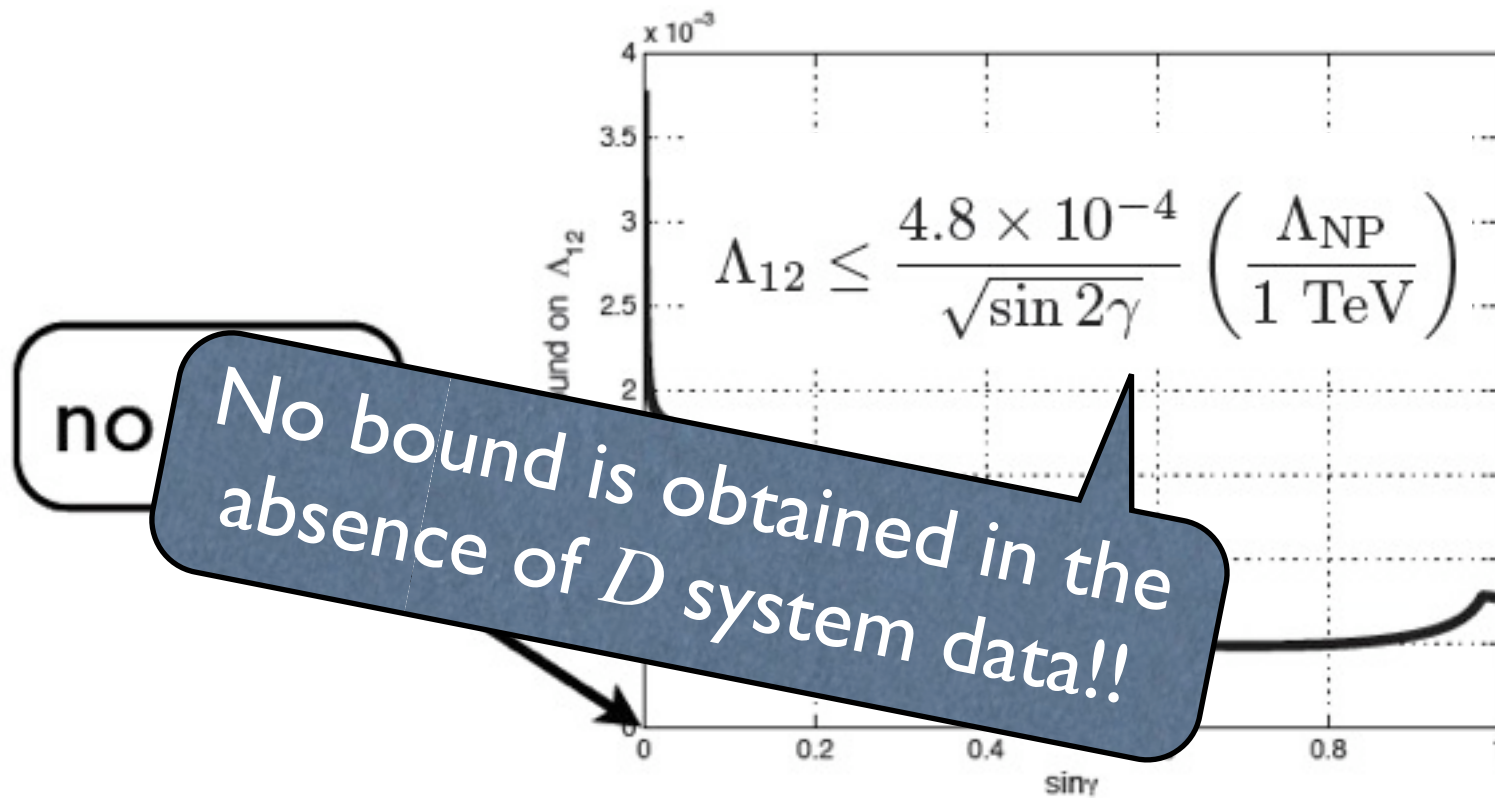 x 10⁻³
4
3.5
3
2.5
2
und on Λ₁₂
Λ₁₂ ≤ 4.8 × 10⁻⁴ / √sin 2γ (Λ_NP / 1 TeV)
no
No bound is obtained in the
absence of D system data!!
0
0 0.2 0.4 0.8
sinγ